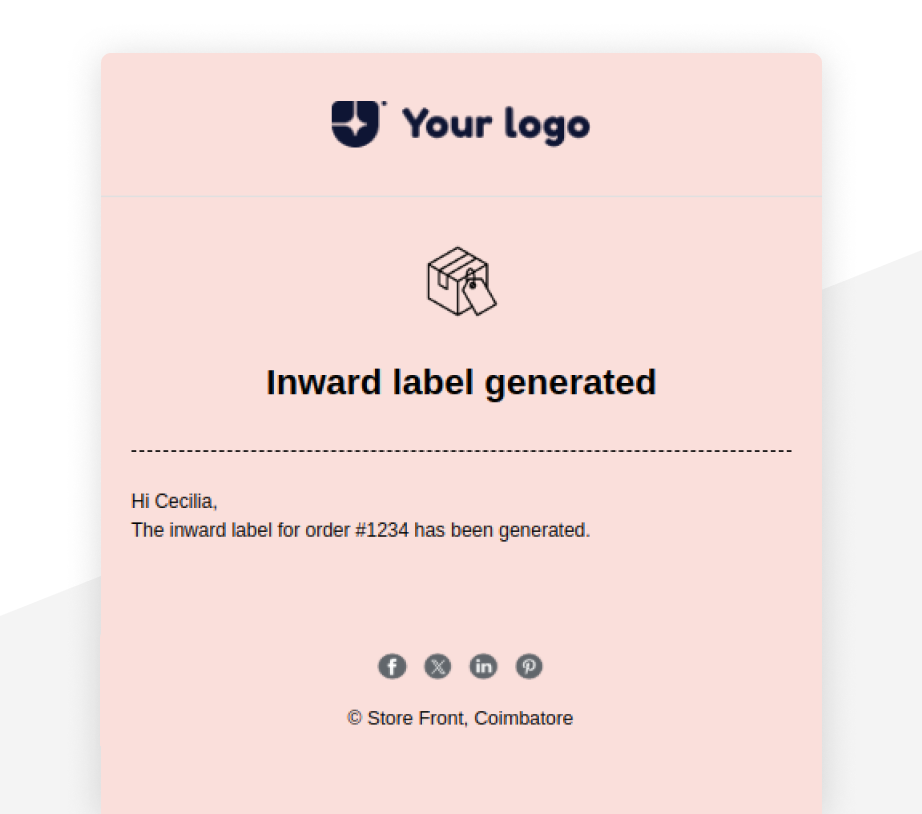 Your logo
Inward label generated
Hi Cecilia,
The inward label for order #1234 has been generated.
© Store Front, Coimbatore